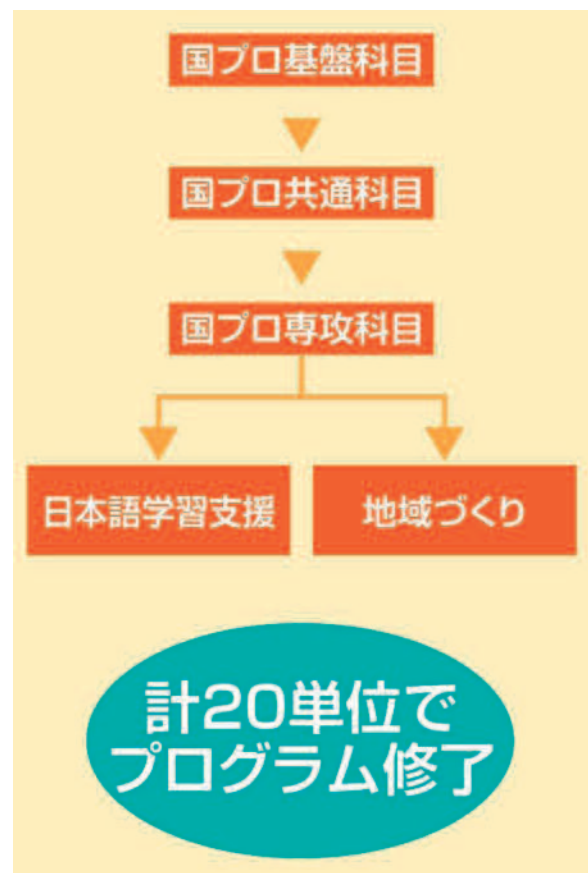 国プロ基盤科目
国プロ共通科目
国プロ専攻科目
日本語学習支援
地域づくり
計20単位で
プログラム修了